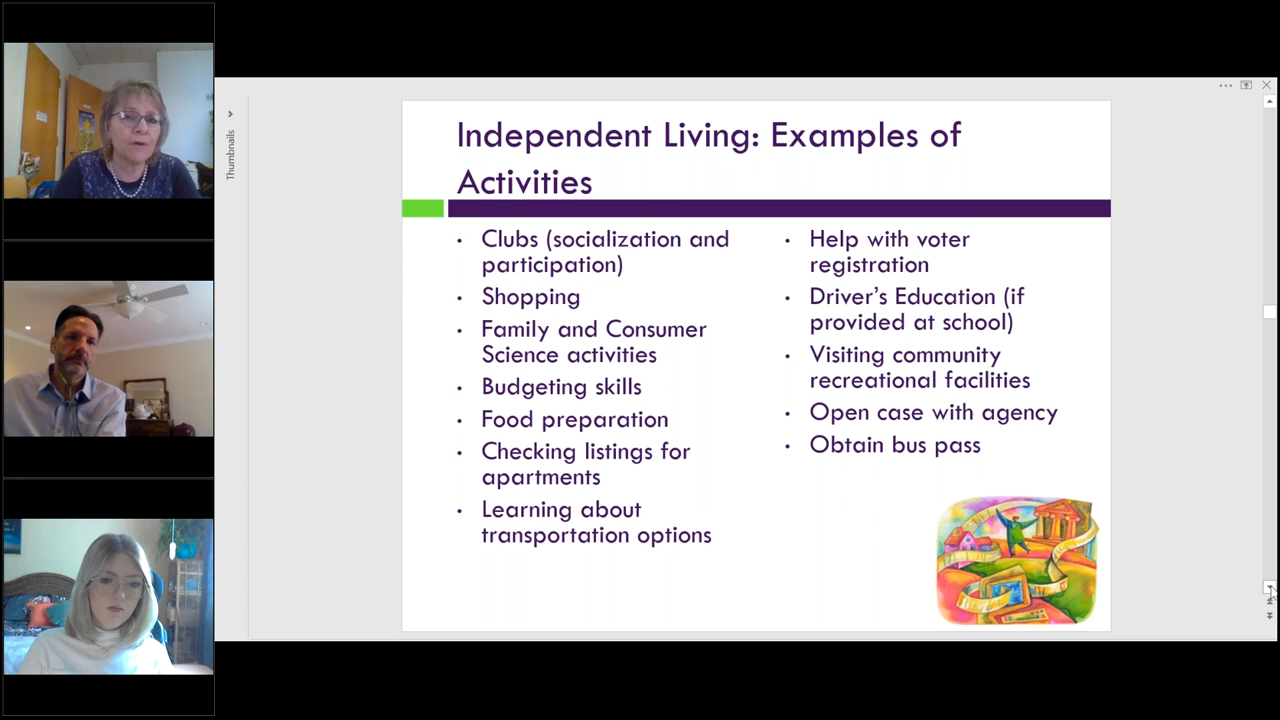 Thumbnails
Independent Living: Examples of
Activities
• Clubs (socialization and
participation)
• Shopping
• Family and Consumer
Science activities
• Budgeting skills
• Food preparation
• Checking listings for
apartments
• Learning about
transportation options
• Help with voter
registration
• Driver’s Education (if
provided at school)
• Visiting community
recreational facilities
• Open case with agency
• Obtain bus pass